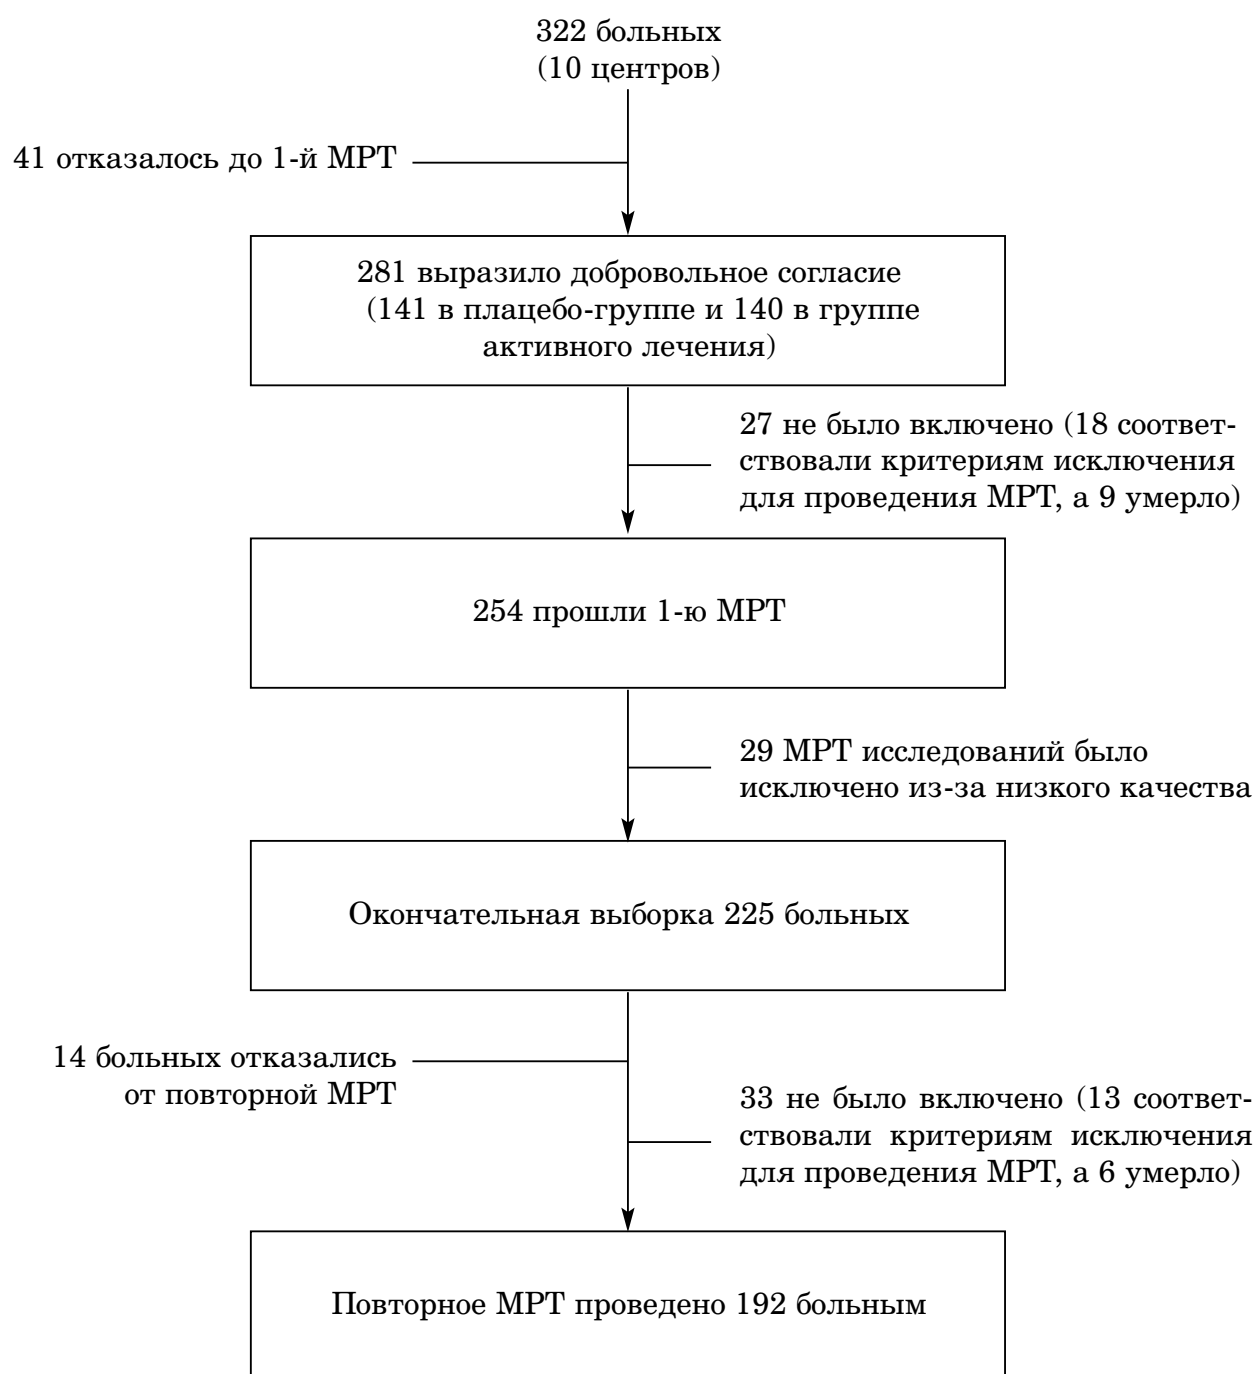 322 больных
(10 центров)
41 отказалось до 1-й МРТ
281 выразило добровольное согласие
(141 в плацебо-группе и 140 в группе
активного лечения)
27 не было включено (18 соответ-
ствовали критериям исключения
для проведения МРТ, а 9 умерло)
254 прошли 1-ю МРТ
29 МРТ исследований было
исключено из-за низкого качества
Окончательная выборка 225 больных
14 больных отказались
от повторной МРТ
33 не было включено (13 соответ-
ствовали критериям исключения
для проведения МРТ, а 6 умерло)
Повторное МРТ проведено 192 больным